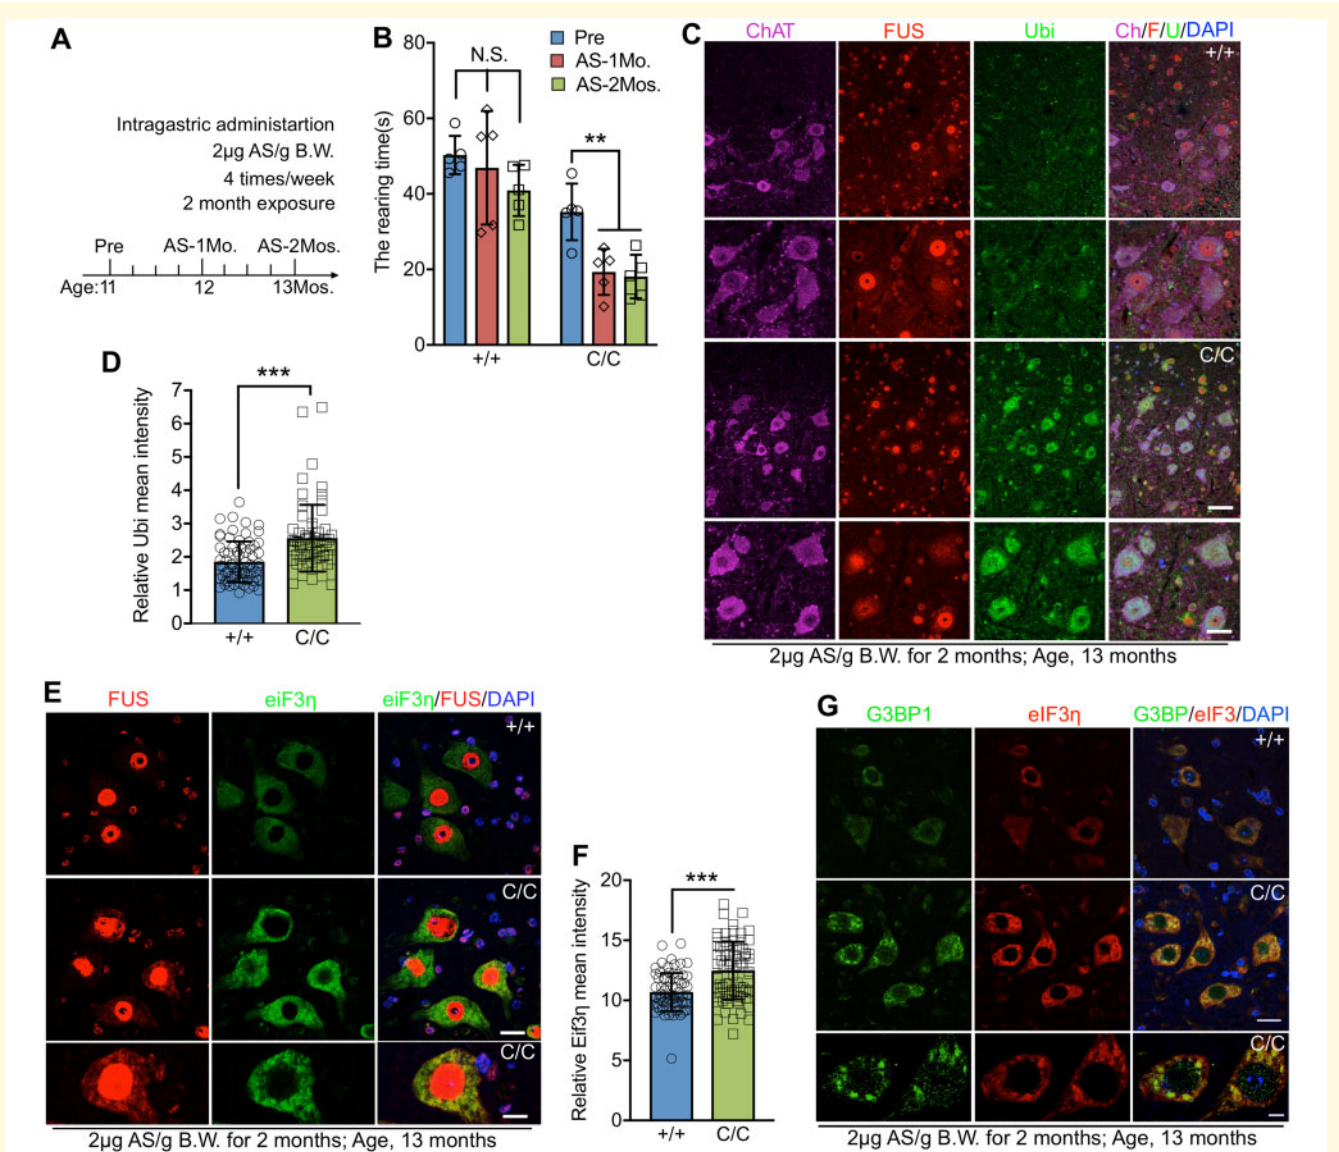 A
Intragastric administartion
2µg AS/g B.W.
4 times/week
2 month exposure
Pre AS-1Mo. AS-2Mos.
Age:11 12 13Mos.
B
The rearing time(s)
80
60
40
20
0
N.S.
**
Pre
AS-1Mo.
AS-2Mos.
+/+ C/C
C
ChAT FUS Ubi Ch/F/U/DAPI
+/+
C/C
2µg AS/g B.W. for 2 months; Age, 13 months
D
Relative Ubi mean intensity
7
6
5
4
3
2
1
0
***
+/+ C/C
E
FUS eiF3η eiF3η/FUS/DAPI
+/+
C/C
C/C
2µg AS/g B.W. for 2 months; Age, 13 months
F
Relative Eif3η mean intensity
20
15
10
5
0
***
+/+ C/C
G
G3BP1 eIF3η G3BP/eIF3/DAPI
+/+
C/C
C/C
2µg AS/g B.W. for 2 months; Age, 13 months